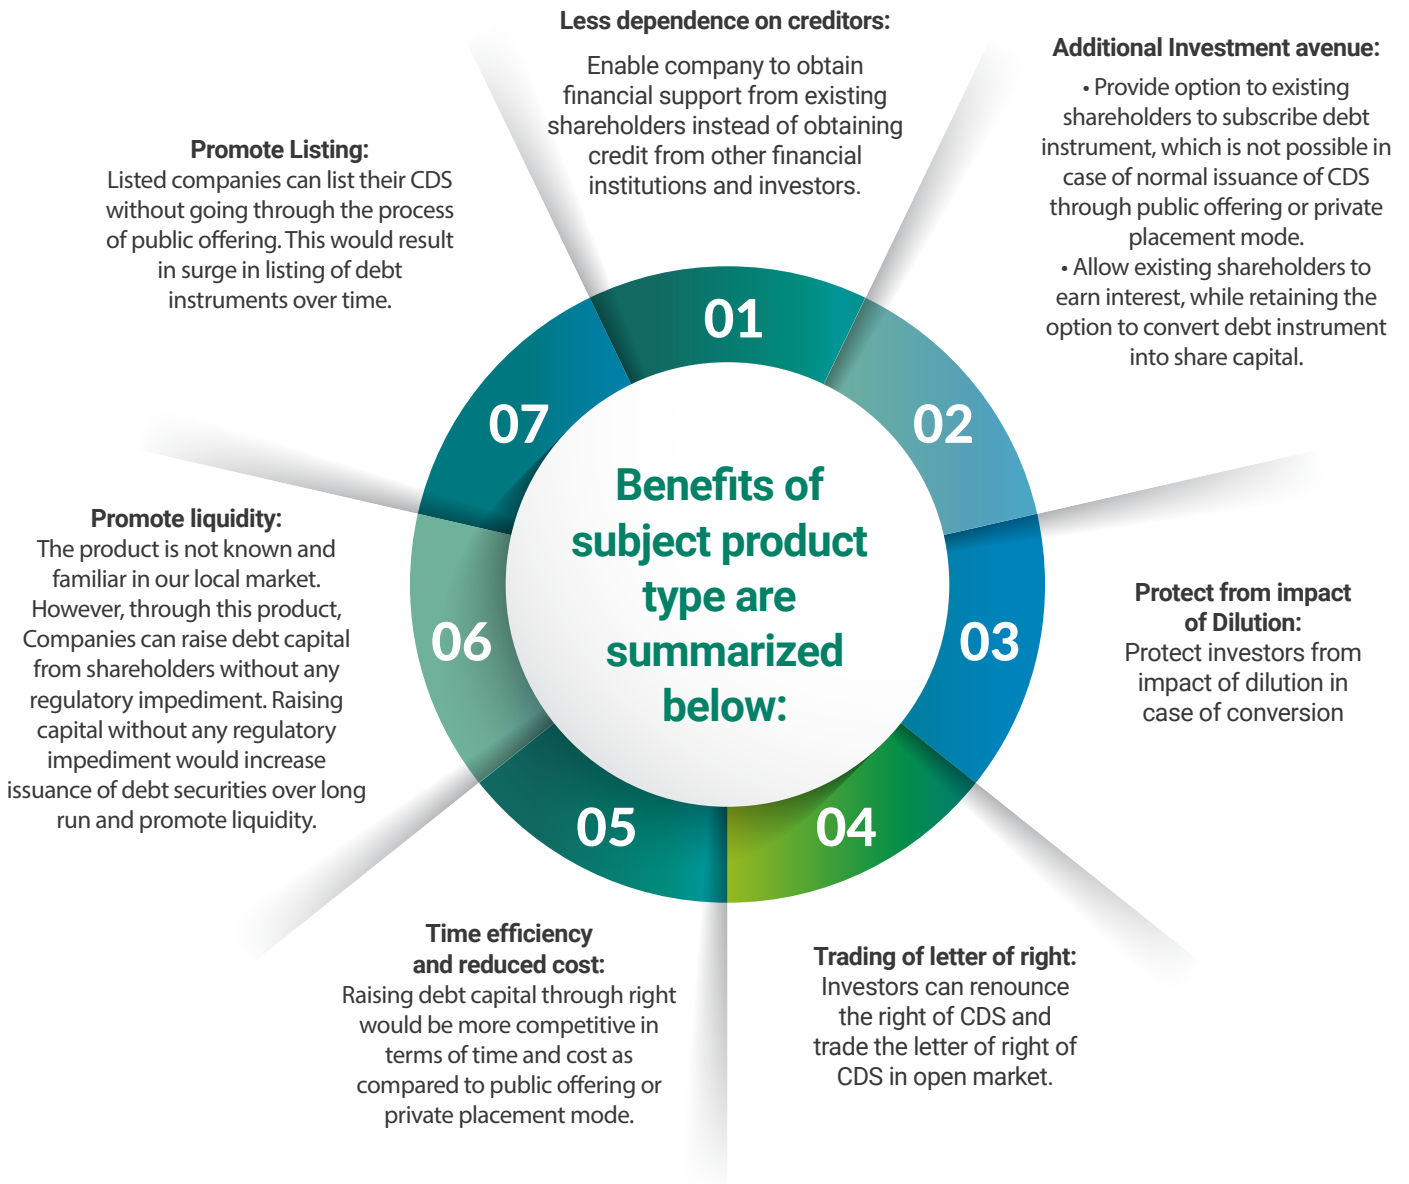 Benefits of
subject product
type are
summarized
below:
01
Less dependence on creditors:
Enable company to obtain
financial support from existing
shareholders instead of obtaining
credit from other financial
institutions and investors.
02
Additional Investment avenue:
• Provide option to existing
shareholders to subscribe debt
instrument, which is not possible in
case of normal issuance of CDS
through public offering or private
placement mode.
• Allow existing shareholders to
earn interest, while retaining the
option to convert debt instrument
into share capital.
03
Protect from impact
of Dilution:
Protect investors from
impact of dilution in
case of conversion
04
Trading of letter of right:
Investors can renounce
the right of CDS and
trade the letter of right of
CDS in open market.
05
Time efficiency
and reduced cost:
Raising debt capital through right
would be more competitive in
terms of time and cost as
compared to public offering or
private placement mode.
06
Promote liquidity:
The product is not known and
familiar in our local market.
However, through this product,
Companies can raise debt capital
from shareholders without any
regulatory impediment. Raising
capital without any regulatory
impediment would increase
issuance of debt securities over long
run and promote liquidity.
07
Promote Listing:
Listed companies can list their CDS
without going through the process
of public offering. This would result
in surge in listing of debt
instruments over time.